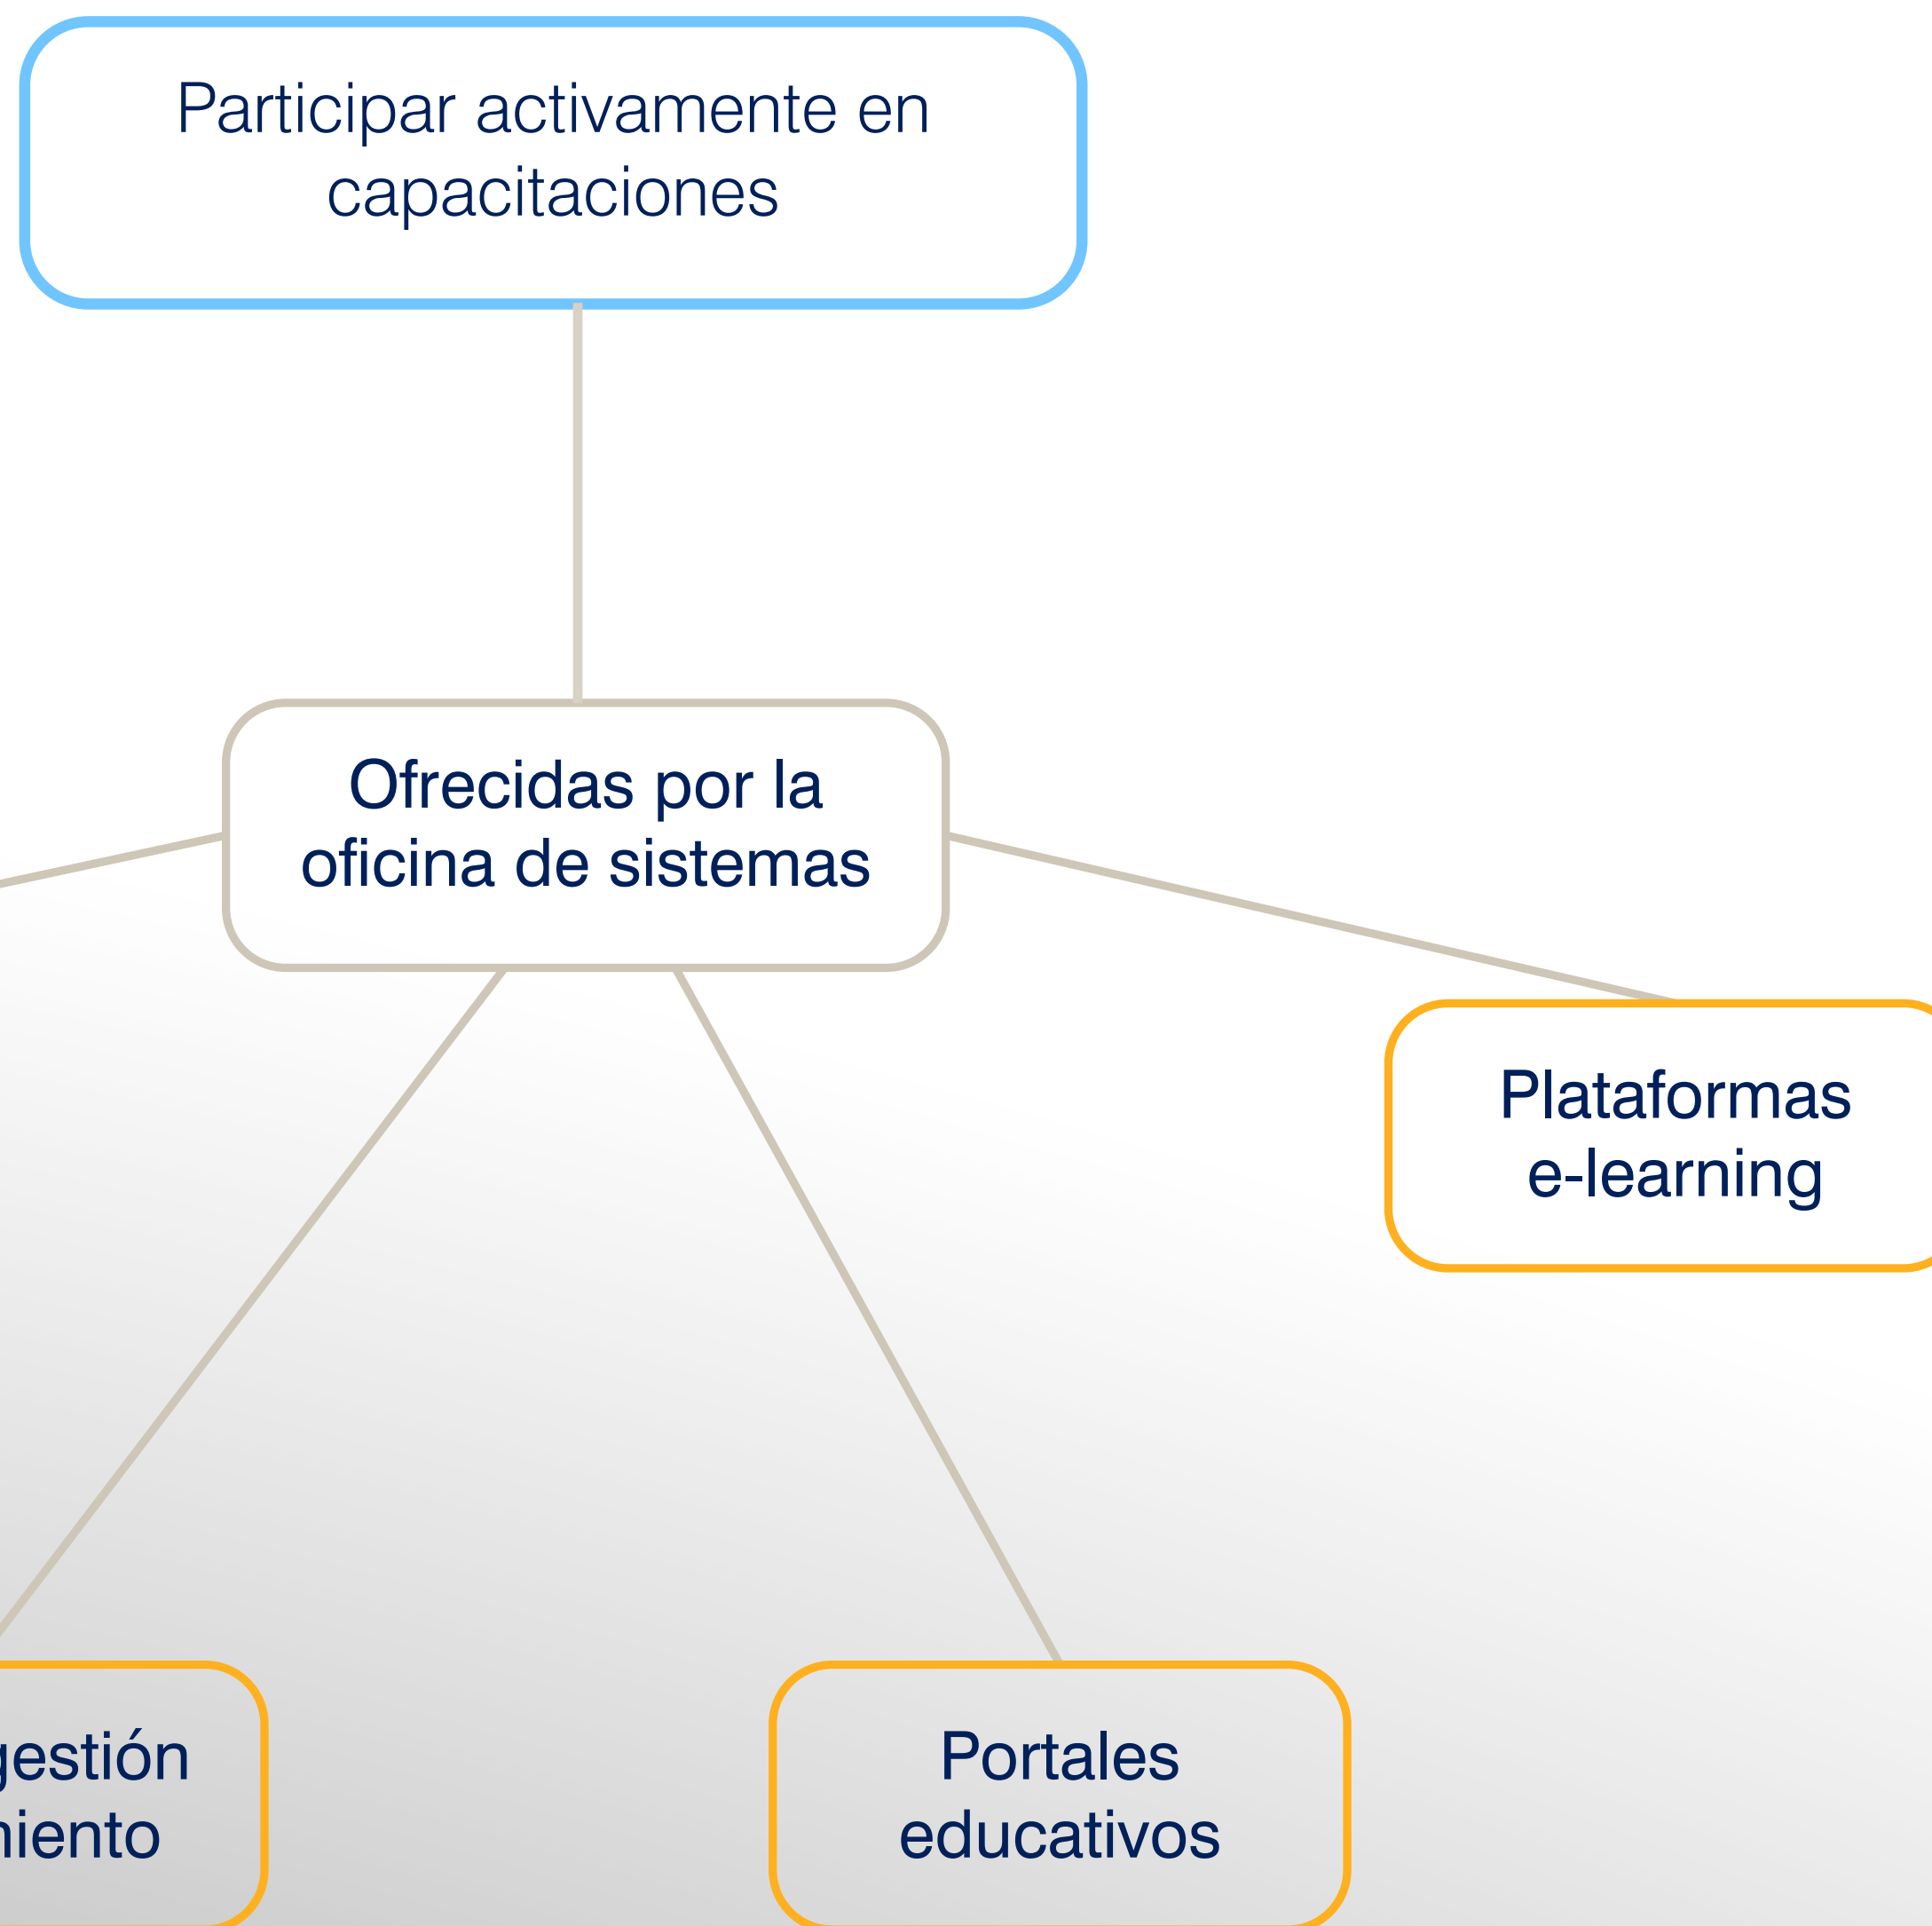 Participar activamente en
capacitaciones
Ofrecidas por la
oficina de sistemas
Plataformas
e-learning
Portales
educativos